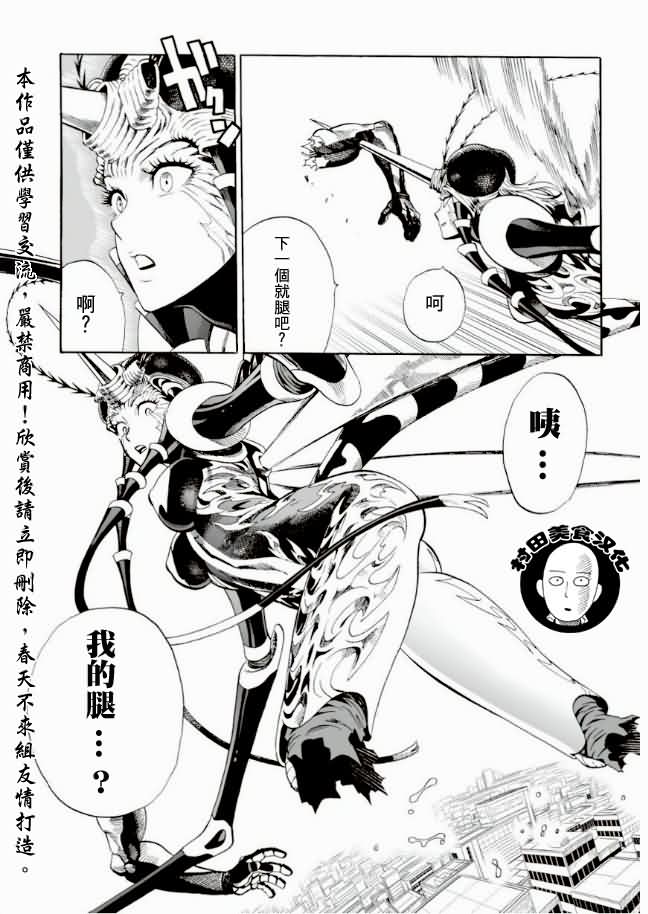 呵
下一個就腿吧？
ガクン
啊？
咦…
我的腿…？
村田美食汉化
本作品僅供學習交流，嚴禁商用！欣賞後請立即刪除，春天不來組友情打造。